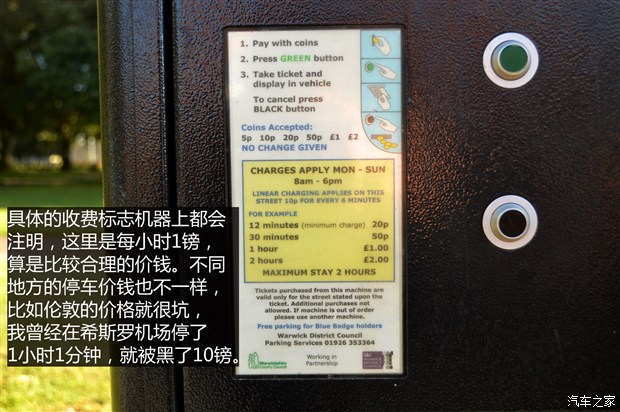 1. Pay with coins
2. Press GREEN button
3. Take ticket and
display in vehicle
To cancel press
BLACK button
Coins Accepted:
5p 10p 20p 50p £1 £2
NO CHANGE GIVEN
CHARGES APPLY MON - SUN
8am - 6pm
LINEAR CHARGING APPLIES ON THIS
STREET 10p FOR EVERY 6 MINUTES
FOR EXAMPLE
12 minutes (minimum charge) 20p
30 minutes 50p
1 hour £1.00
2 hours £2.00
MAXIMUM STAY 2 HOURS
Tickets purchased from this machine are
valid only for the street stated upon the
ticket. Additional purchases not
allowed. If machine is out of order
please use another machine.
Free parking for Blue Badge holders
Warwick District Council
Parking Services 01926 353364
Warwickshire
County Council
Working in
Partnership
具体的收费标志机器上都会
注明，这里是每小时1镑，
算是比较合理的价钱。不同
地方的停车价钱也不一样，
比如伦敦的价格就很坑，
我曾经在希斯罗机场停了
1小时1分钟，就被黑了10镑。
汽车之家